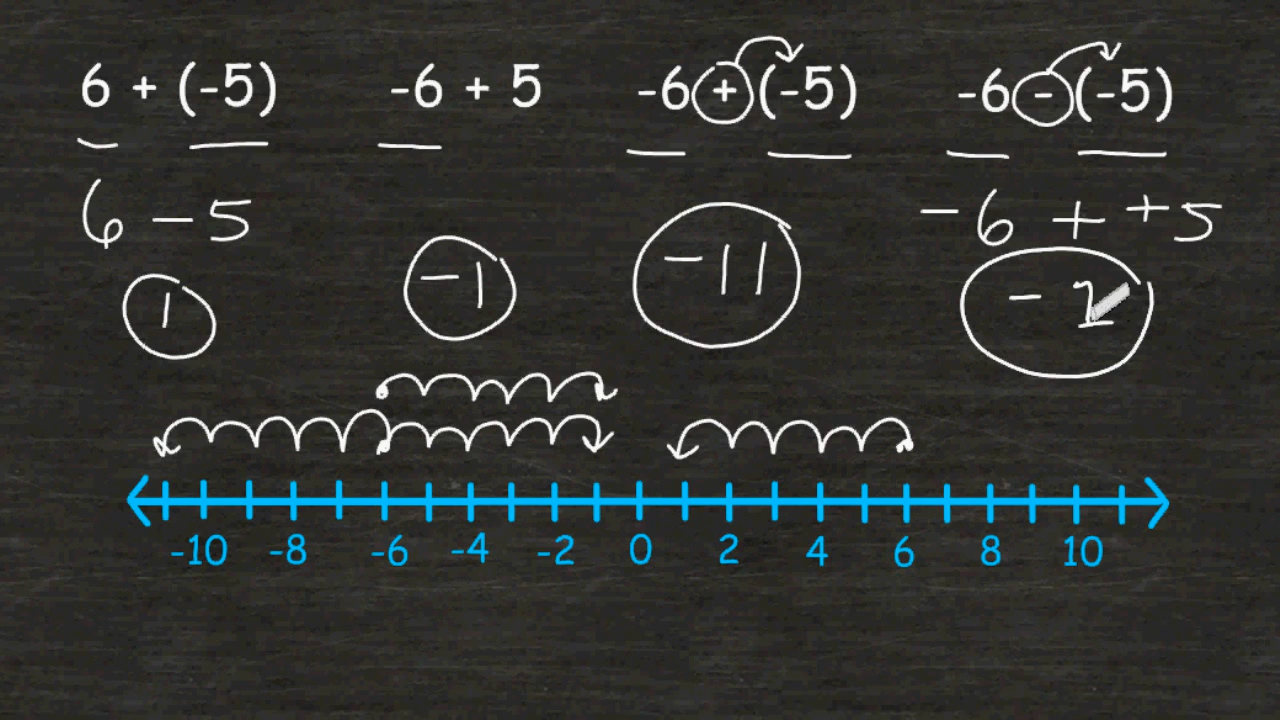 6 + (-5) -6 + 5 -6 + (-5) -6 - (-5)
6 - 5 -6 + +5
1 -1 -11 -2
-10 -8 -6 -4 -2 0 2 4 6 8 10